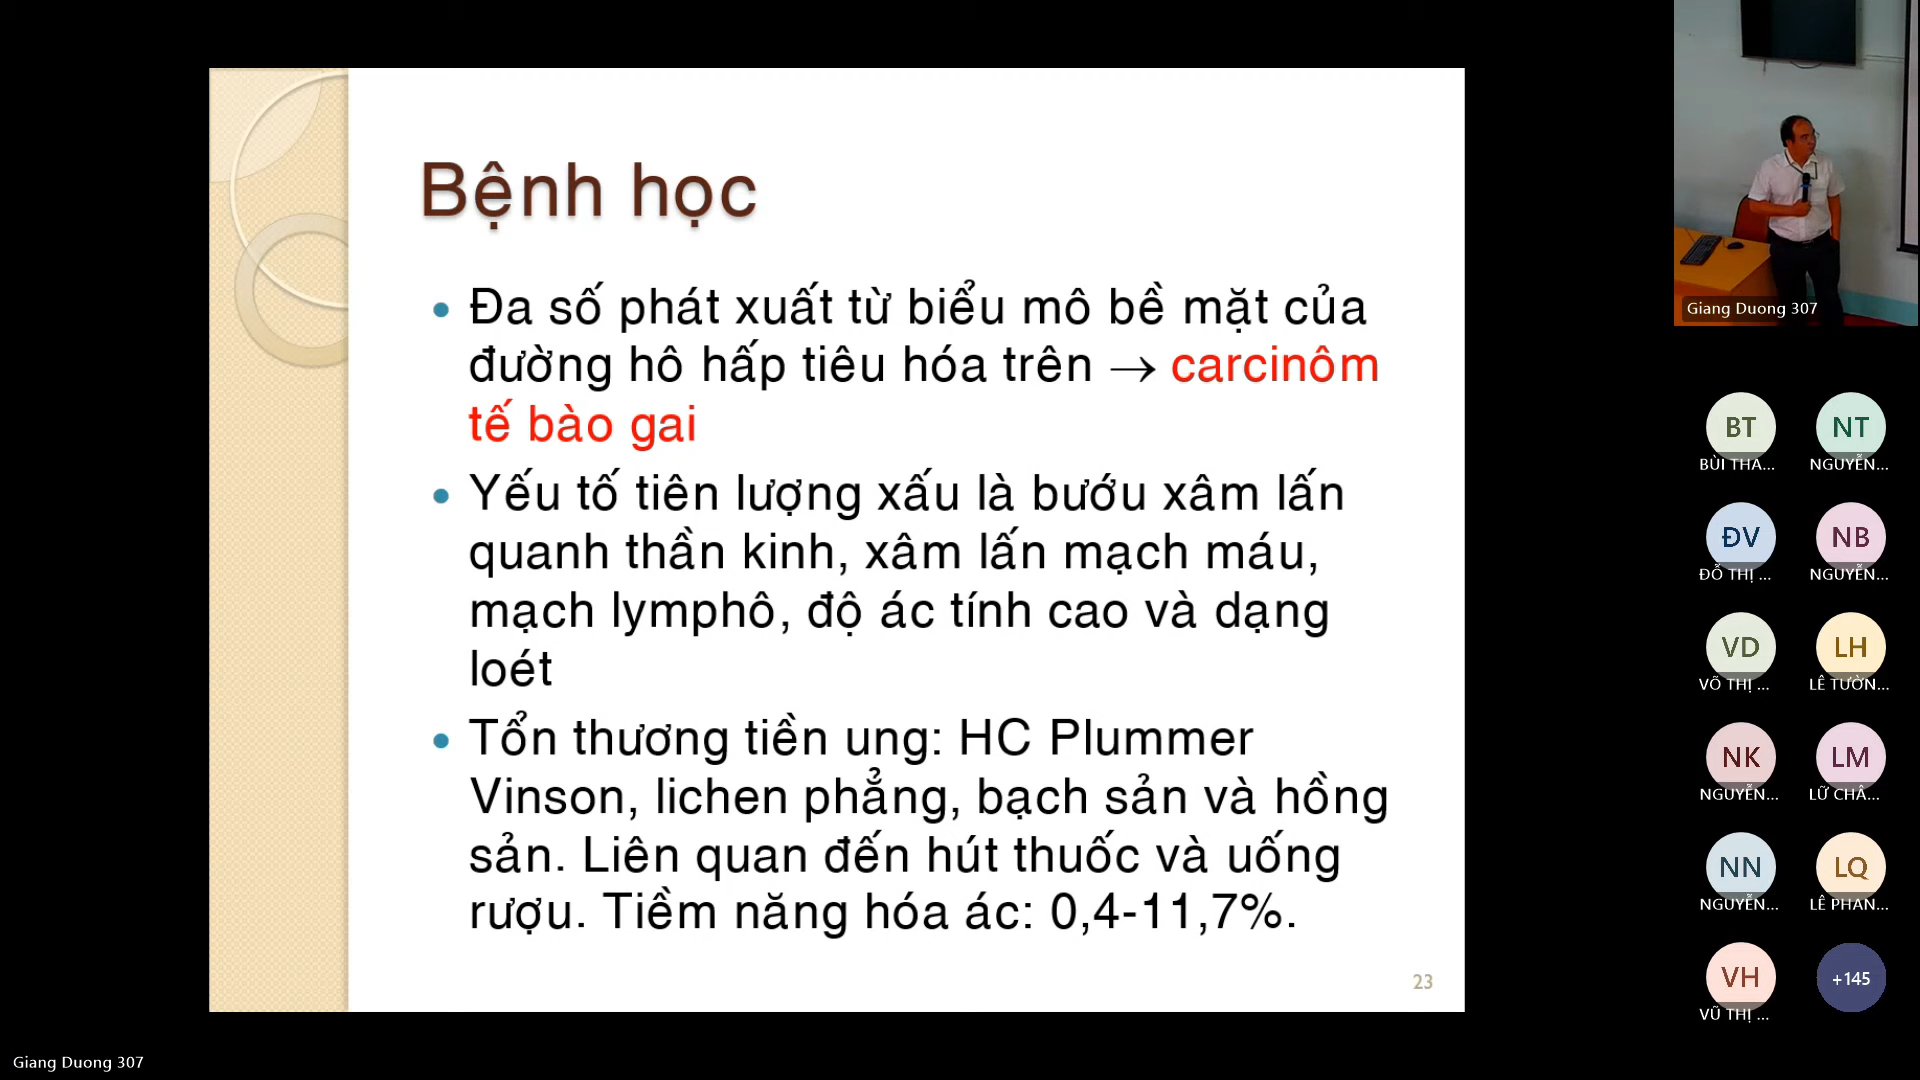 Bệnh học
• Đa số phát xuất từ biểu mô bề mặt của
đường hô hấp tiêu hóa trên → carcinôm
tế bào gai
• Yếu tố tiên lượng xấu là bướu xâm lấn
quanh thần kinh, xâm lấn mạch máu,
mạch lymphô, độ ác tính cao và dạng
loét
• Tổn thương tiền ung: HC Plummer
Vinson, lichen phẳng, bạch sản và hồng
sản. Liên quan đến hút thuốc và uống
rượu. Tiềm năng hóa ác: 0,4-11,7%.
23
Giang Duong 307
BT
BÙI THA...
NT
NGUYỄN...
ĐV
ĐỖ THỊ ...
NB
NGUYỄN...
VD
VÕ THỊ ...
LH
LÊ TƯỜN...
NK
NGUYỄN...
LM
LỮ CHÂ...
NN
NGUYỄN...
LQ
LÊ PHAN...
VH
VŨ THỊ ...
+145
Giang Duong 307